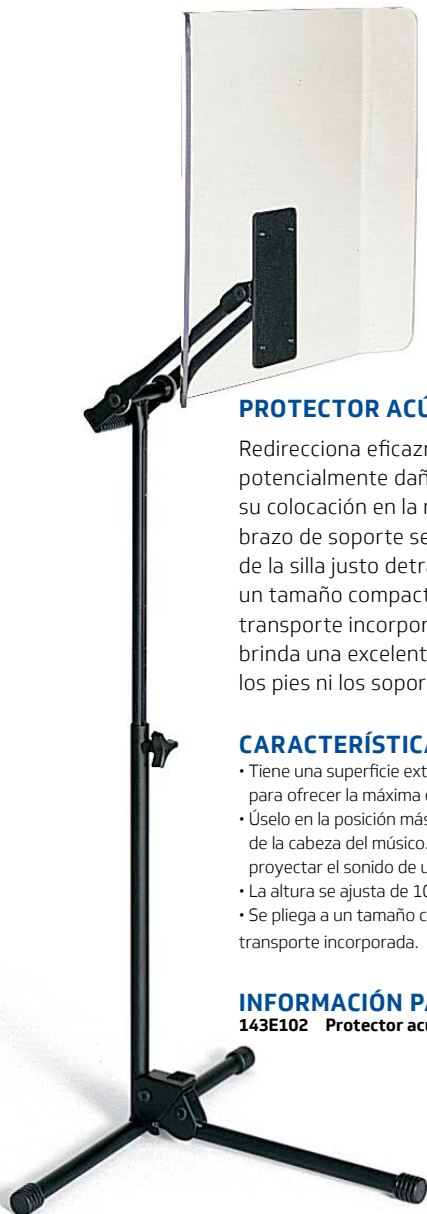 PROTECTOR ACÚ
Redirecciona eficazm
potencialmente dañ
su colocación en la
brazo de soporte se
de la silla justo detr
un tamaño compact
transporte incorpor
brinda una excelent
los pies ni los sopor
CARACTERÍSTICA
• Tiene una superficie ext
para ofrecer la máxima
• Úselo en la posición más
de la cabeza del músico.
proyectar el sonido de u
• La altura se ajusta de 10
• Se pliega a un tamaño c
transporte incorporada.
INFORMACIÓN PA
143E102 Protector acu